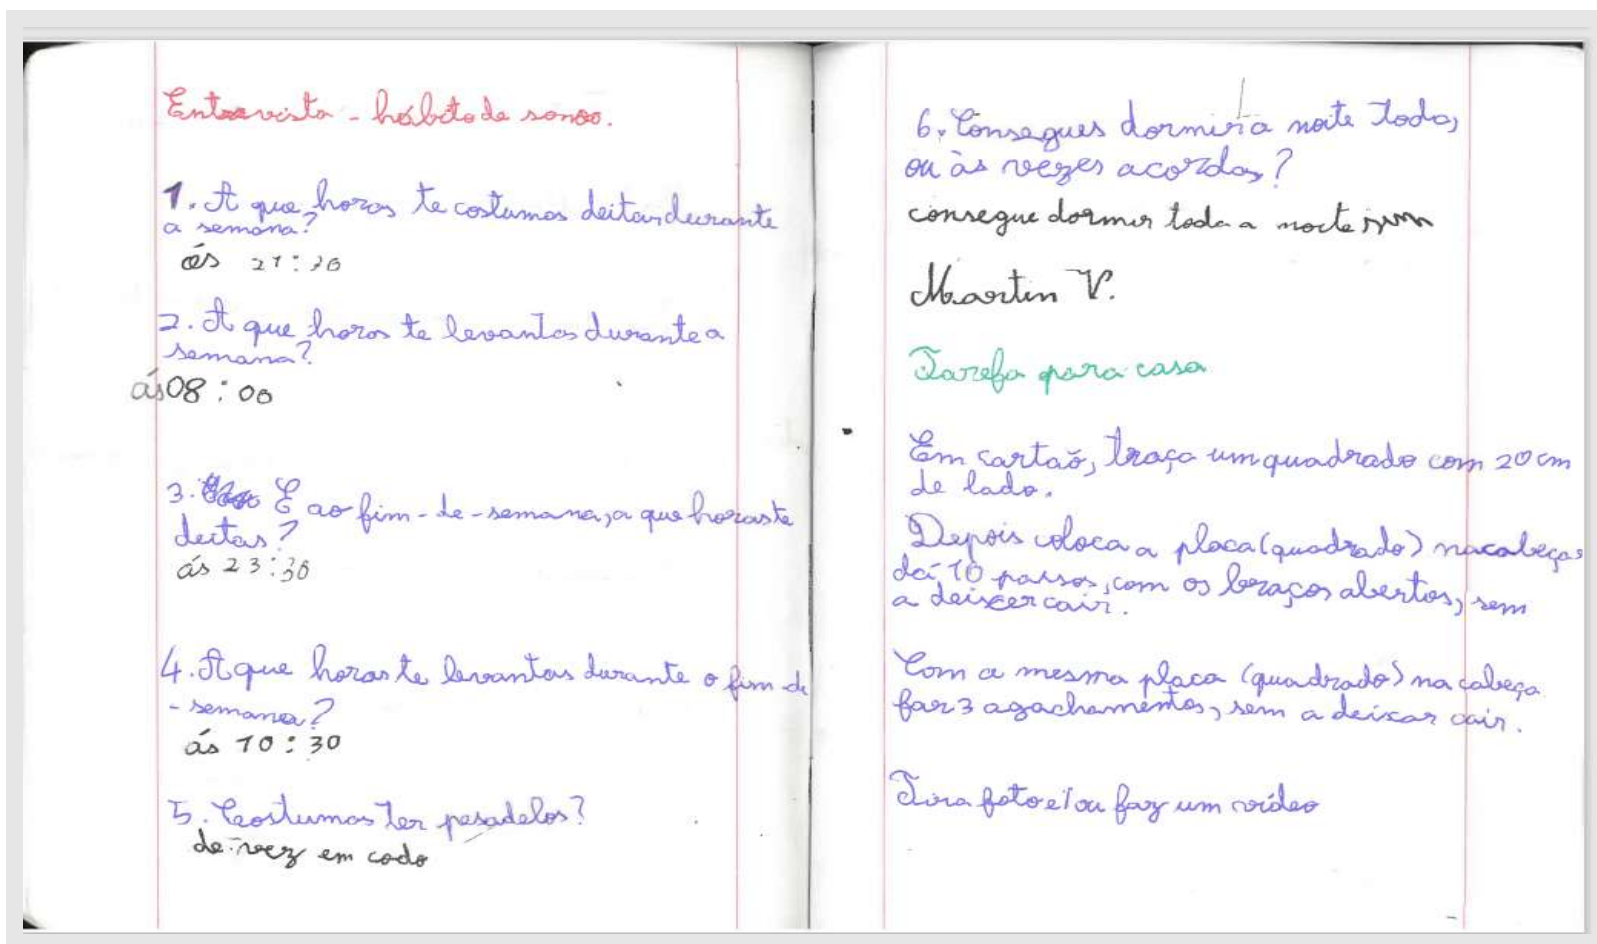 Entrevista - hábito de sono.
1. A que horas te costumas deitar, durante
a semana?
ás 21:30
2. A que horas te levantas durante a
semana?
ás 08:00
3. E ao fim-de-semana, a que horas te
deitas?
ás 23:30
4. A que horas te levantas durante o fim de
- semana?
ás 10:30
5. Costumas ter pesadelos?
de vez em codo
6. Consegues dormir a noite toda,
ou às vezes acordas?
consegue dormir toda a noite
Martin V.
Tarefa para casa
Em cartaõ, traça um quadrado com 20 cm
de lado.
Depois coloca a placa (quadrado) na cabeça
dá 10 passos, com os braços abertos, sem
a deixer cair.
Com a mesma placa (quadrado) na cabeça
faz 3 agachamentos, sem a deixar cair.
Tira foto e/ou faz um vídeo